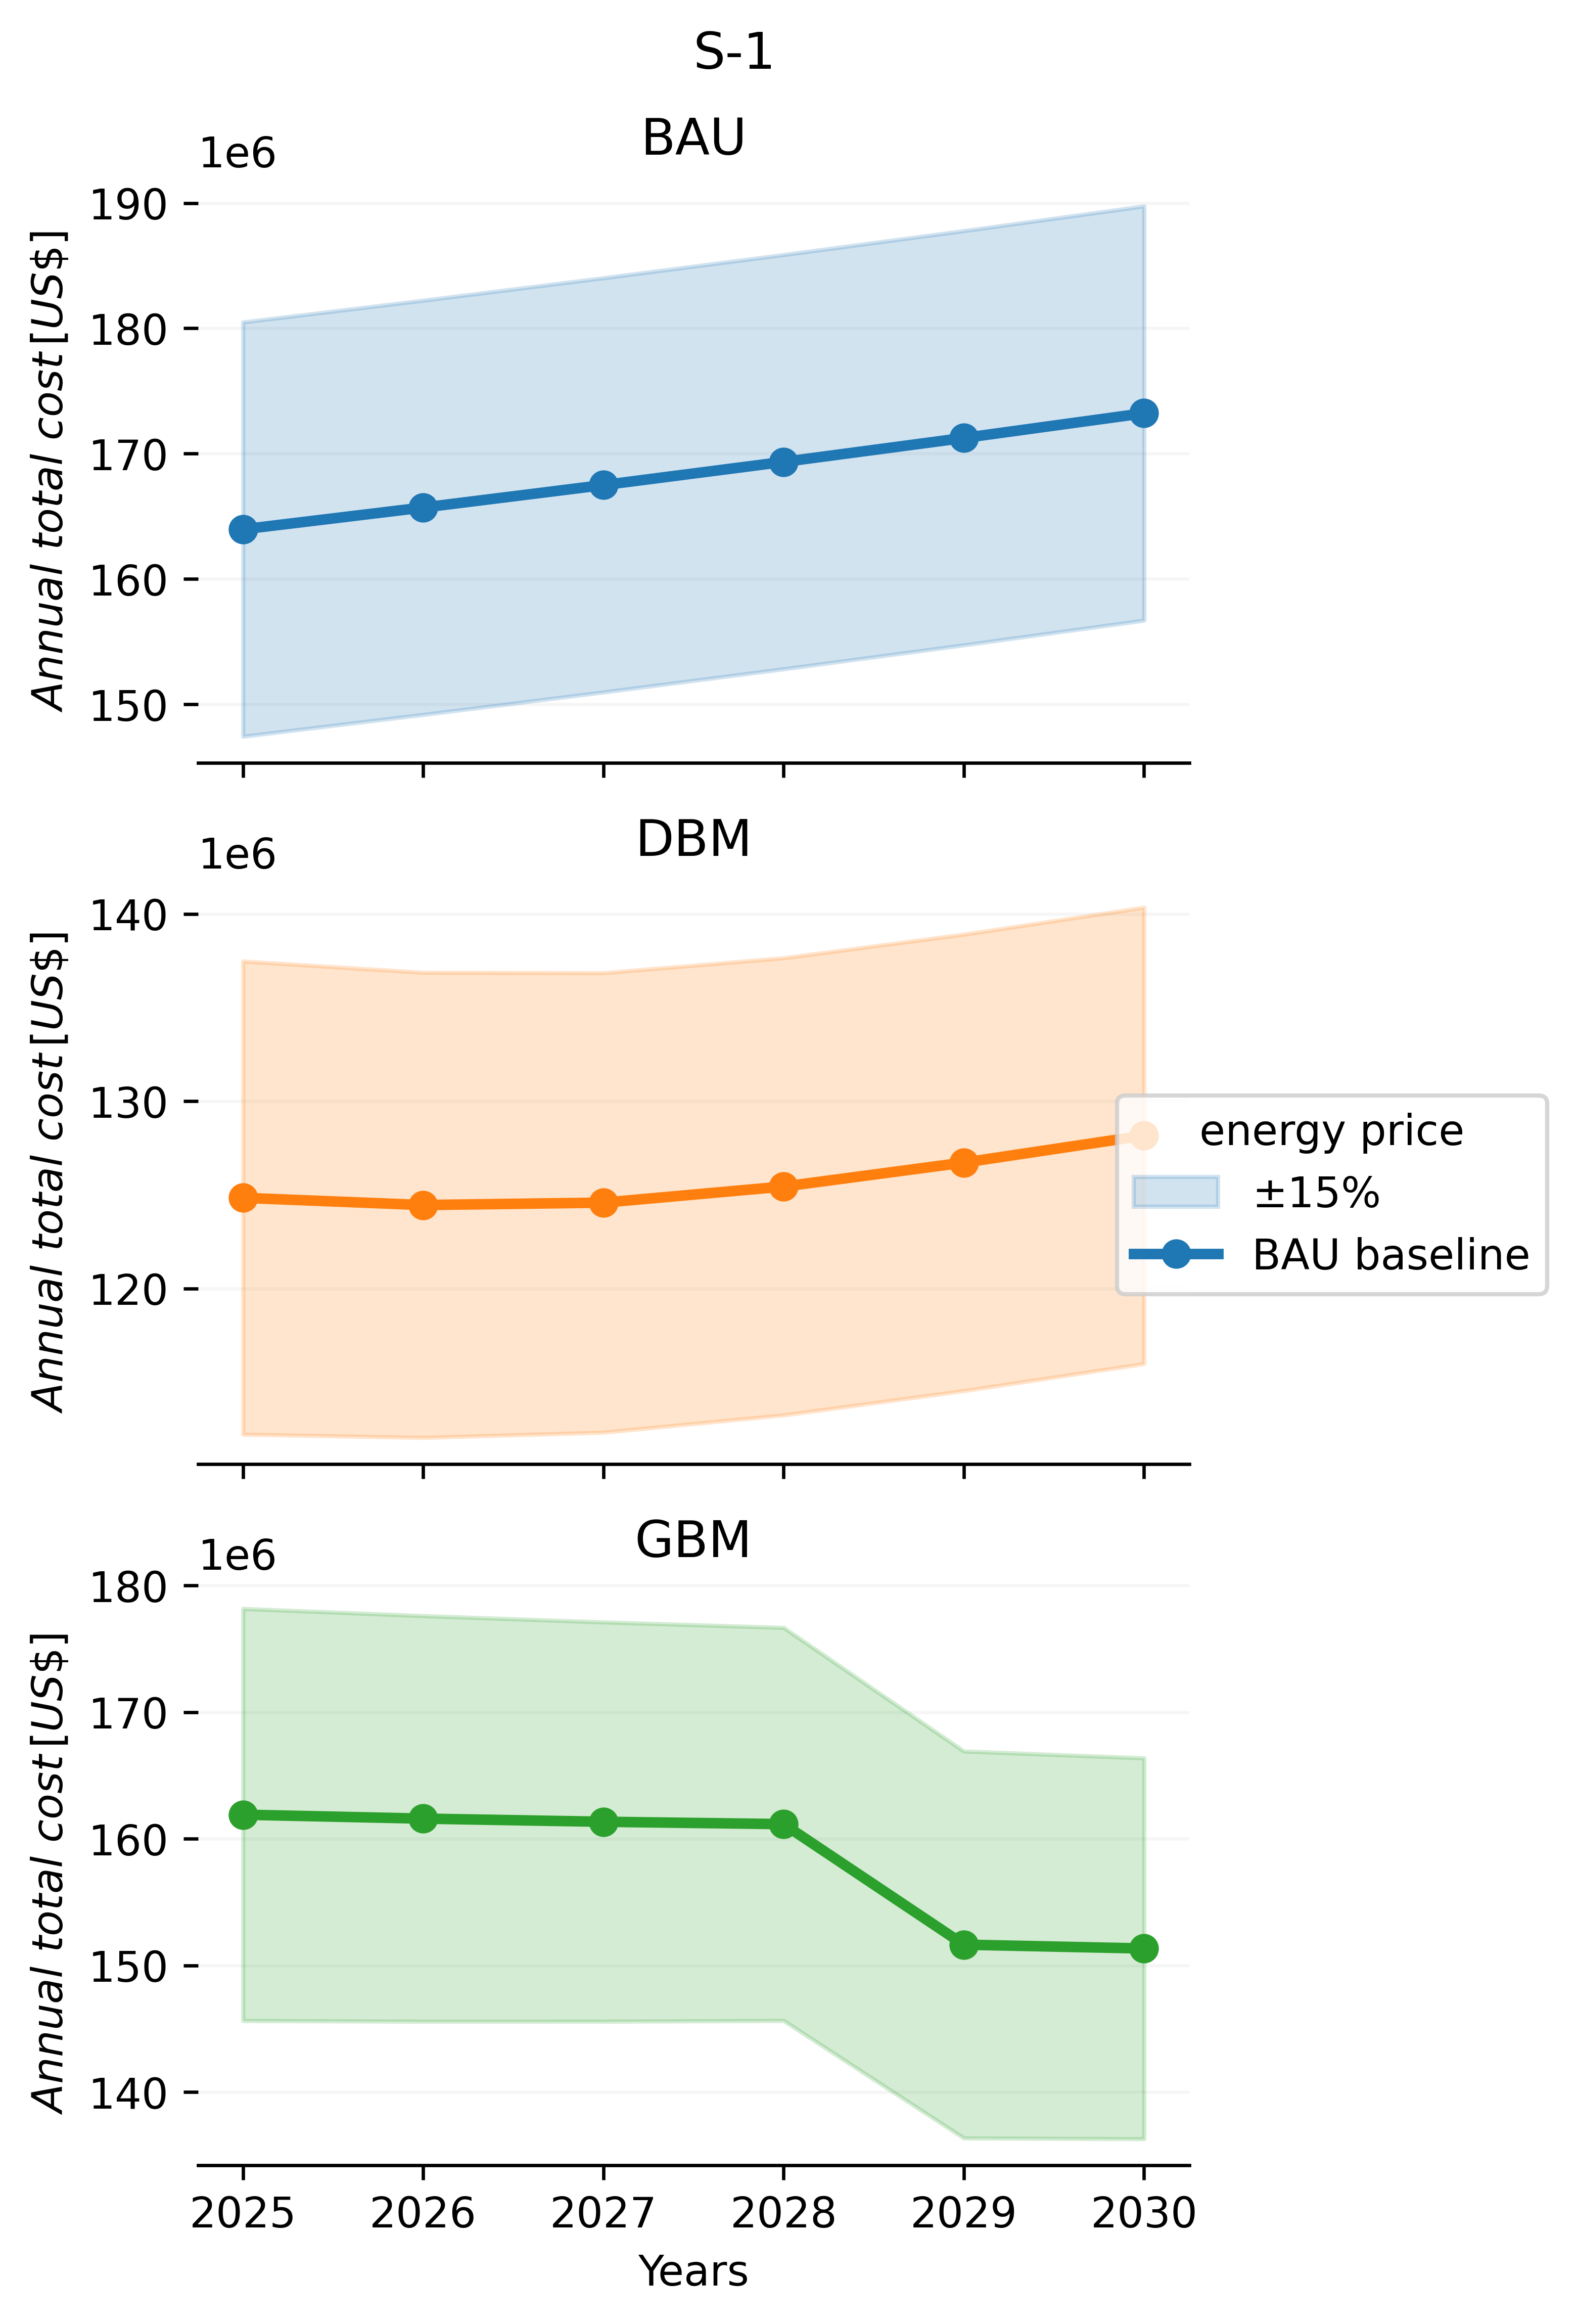 S-1
BAU
1e6
190
180
170
160
150
Annual total cost [US$]
DBM
1e6
140
130
120
Annual total cost [US$]
energy price
±15%
BAU baseline
GBM
1e6
180
170
160
150
140
Annual total cost [US$]
2025 2026 2027 2028 2029 2030
Years